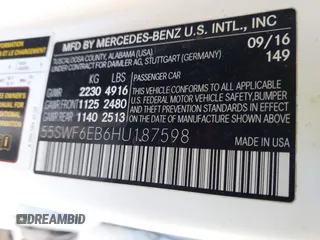 MFD BY MERCEDES-BENZ U.S. INTL., INC
TUSCALOOSA COUNTY, ALABAMA (USA)
UNDER CONTRACT FOR DAIMLER AG, STUTTGART (GERMANY)
09/16
149
KG LBS PASSENGER CAR
GVWR 2230 4916
GAWR 1125 2480
GAWR 1140 2513
THIS VEHICLE CONFORMS TO ALL APPLICABLE
FEDERAL MOTOR VEHICLE SAFETY, BUMPER
AND THEFT PREVENTION STANDARDS IN EFFECT ON
THE DATE OF MANUFACTURE SHOWN ABOVE.
55SWF6EB6HU187598
MADE IN USA
DREAMBID